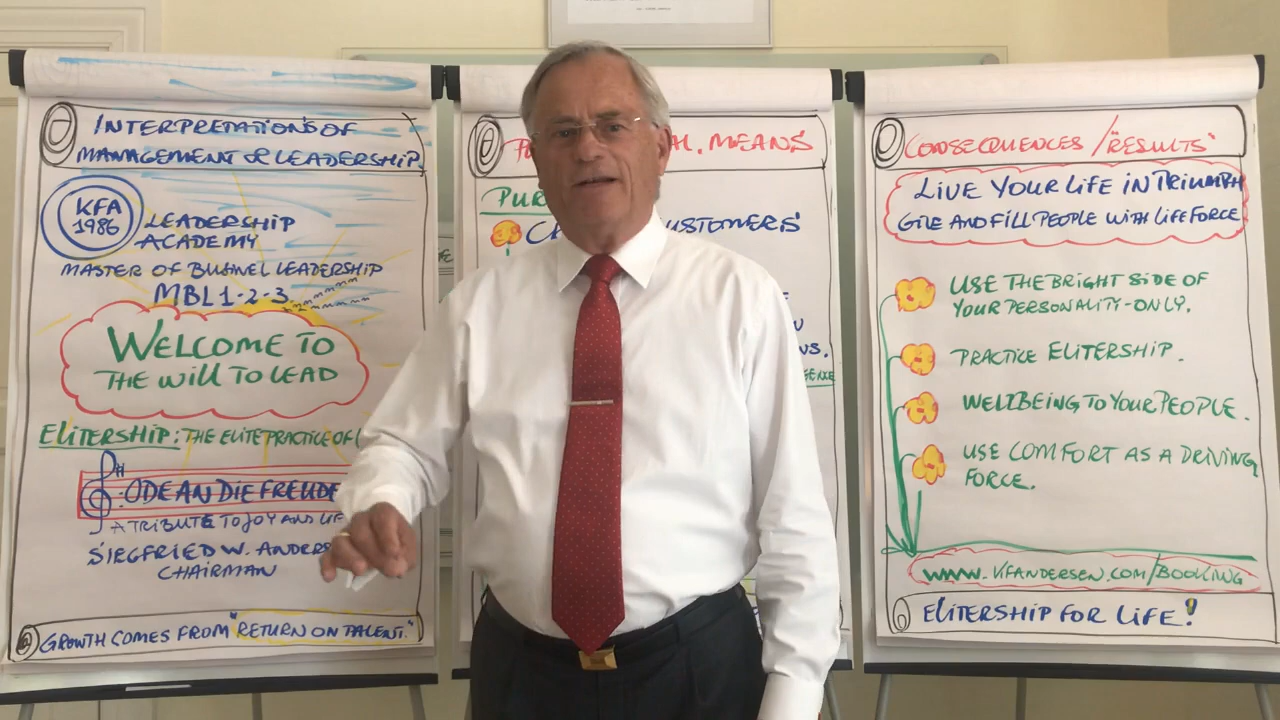 INTERPRETATIONS OF
MANAGEMENT & LEADERSHIP.
KFA
1986
LEADERSHIP
ACADEMY
MASTER OF BUSINEL LEADERSHIP
MBL 1-2-3
WELCOME TO
THE WILL TO LEAD
ELITERSHIP: THE ELITE PRACTICE OF
ODE AN DIE FREUDE
A TRIBUTE TO JOY AND
SIEGFRIED W. ANDERS
CHAIRMAN
GROWTH COMES FROM "RETURN ON TALENT."
AL. MEANS
PUR
USTOMERS
CONSEQUENCES / "RESULTS"
LIVE YOUR LIFE IN TRIUMPH
GIVE AND FILL PEOPLE WITH LIFE FORCE
USE THE BRIGHT SIDE OF
YOUR PERSONALITY-ONLY.
PRACTICE ELITERSHIP.
WELLBEING TO YOUR PEOPLE.
USE COMFORT AS A DRIVING
FORCE.
WWW.KFANDERSEN.COM/BOOKING
ELITERSHIP FOR LIFE!